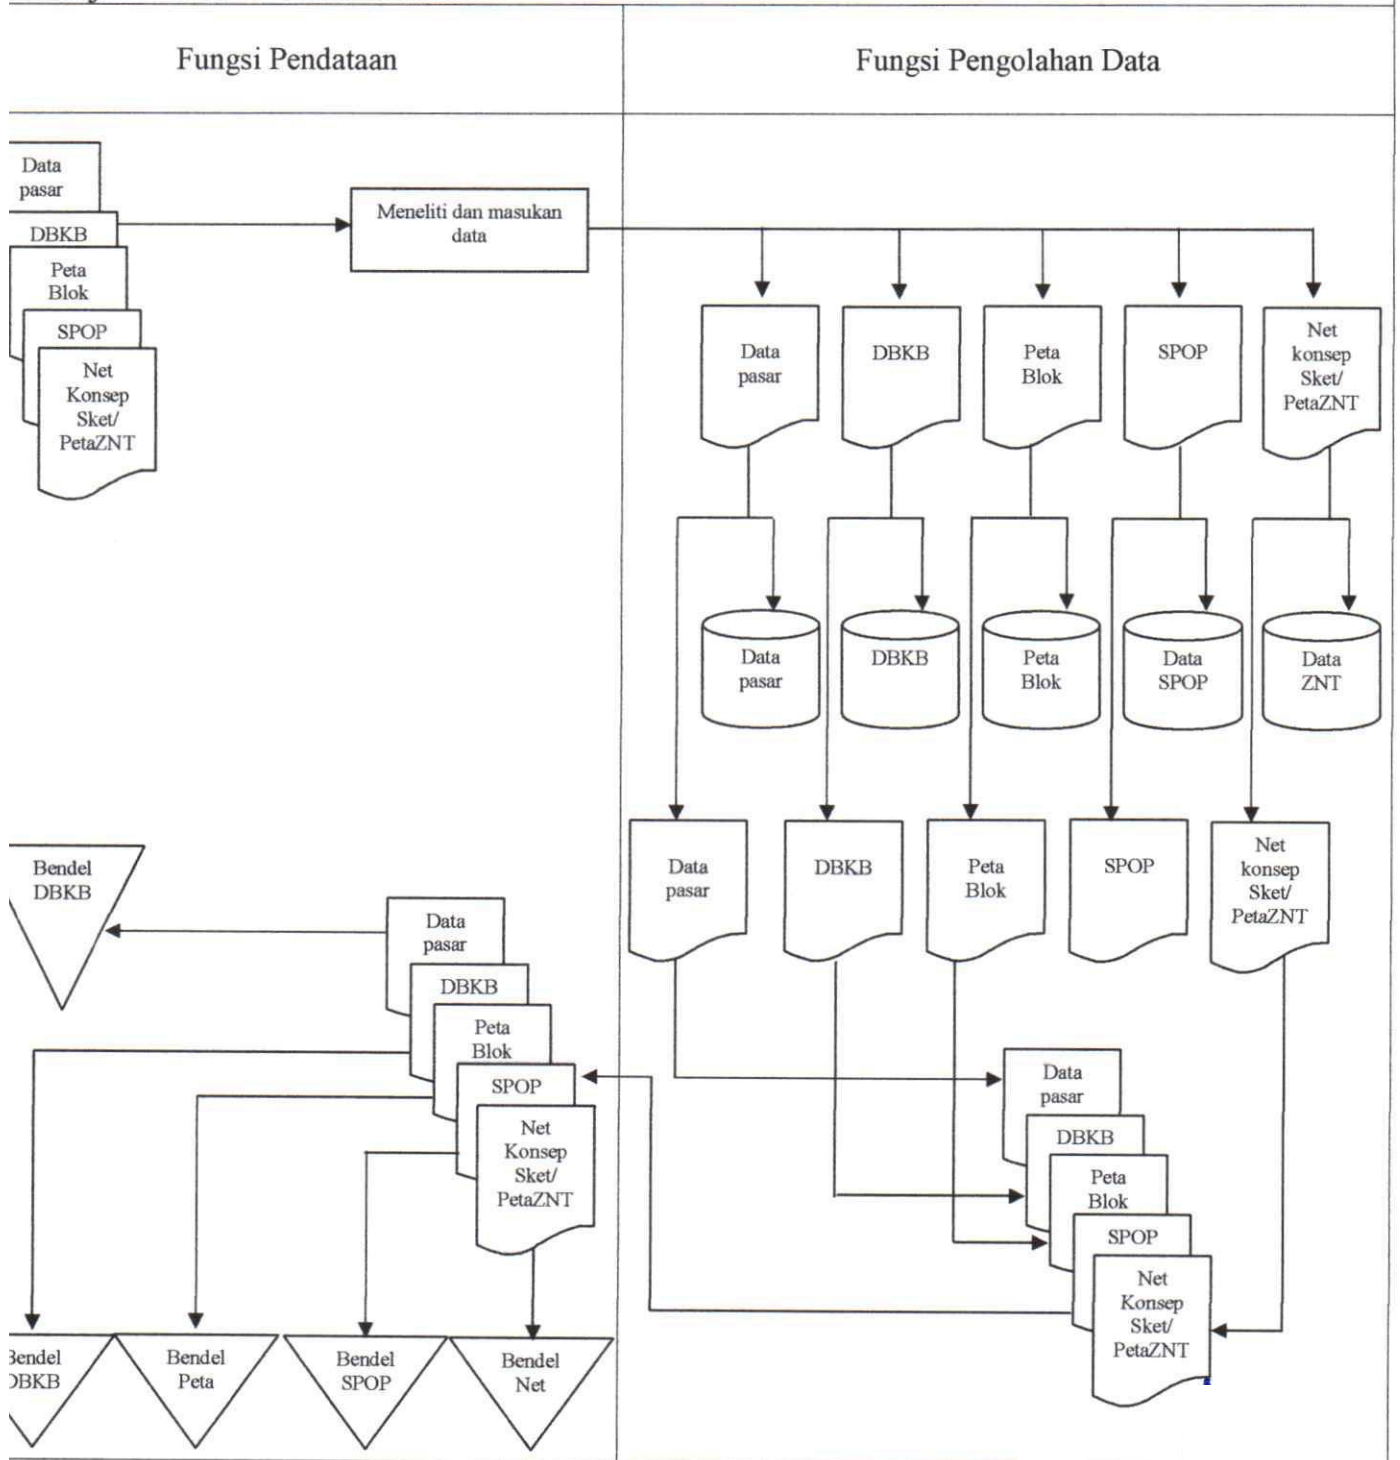 Fungsi Pendataan
Fungsi Pengolahan Data
Data
pasar
DBKB
Peta
Blok
SPOP
Net
Konsep
Sket/
PetaZNT
Meneliti dan masukan
data
Data
pasar
DBKB
Peta
Blok
SPOP
Net
konsep
Sket/
PetaZNT
Data
pasar
DBKB
Peta
Blok
Data
SPOP
Data
ZNT
Data
pasar
DBKB
Peta
Blok
SPOP
Net
konsep
Sket/
PetaZNT
Bendel
DBKB
Data
pasar
DBKB
Peta
Blok
SPOP
Net
Konsep
Sket/
PetaZNT
Data
pasar
DBKB
Peta
Blok
SPOP
Net
Konsep
Sket/
PetaZNT
Bendel
DBKB
Bendel
Peta
Bendel
SPOP
Bendel
Net